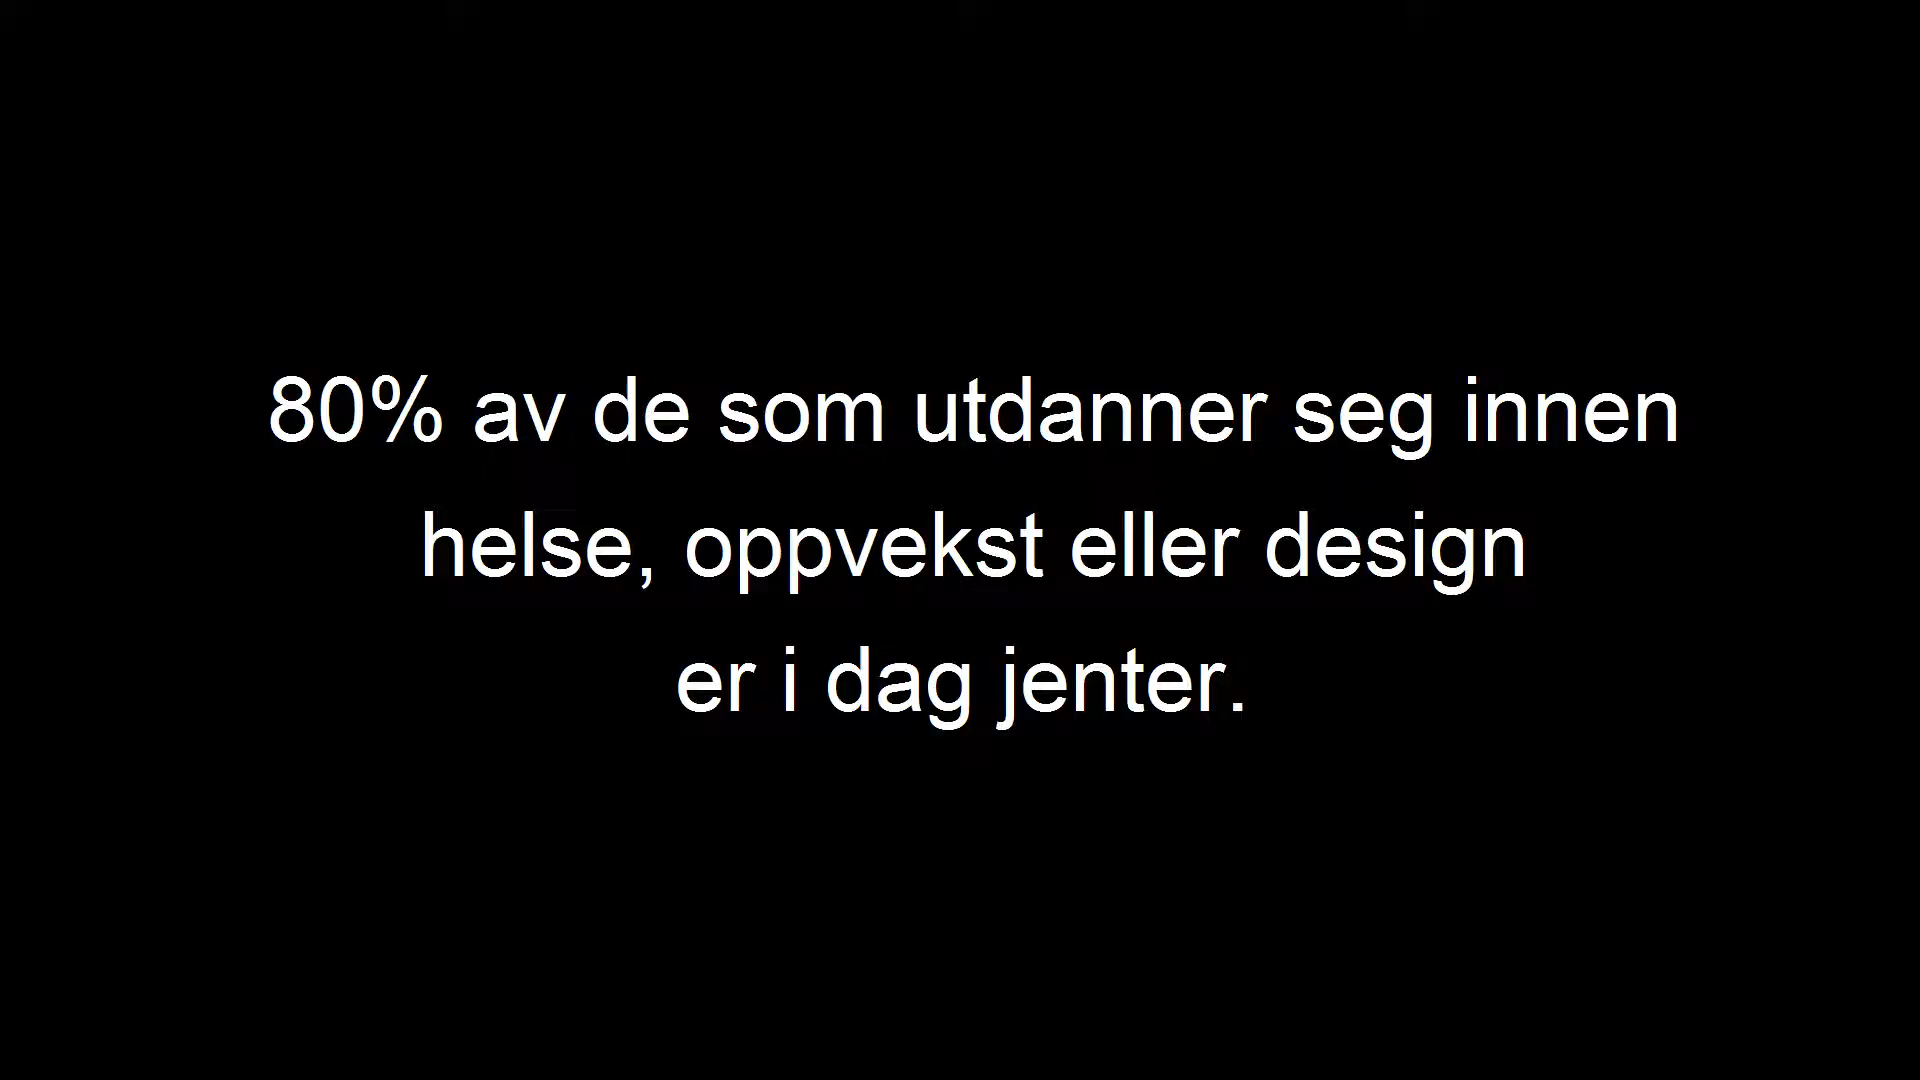 80% av de som utdanner seg innen
helse, oppvekst eller design
er i dag jenter.